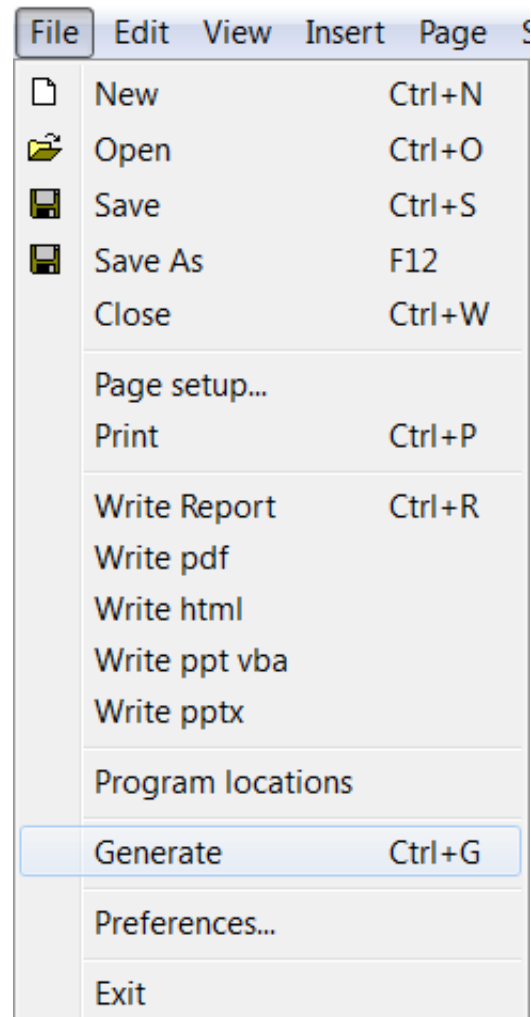 File Edit View Insert Page S
New Ctrl+N
Open Ctrl+O
Save Ctrl+S
Save As F12
Close Ctrl+W
Page setup...
Print Ctrl+P
Write Report Ctrl+R
Write pdf
Write html
Write ppt vba
Write pptx
Program locations
Generate Ctrl+G
Preferences...
Exit